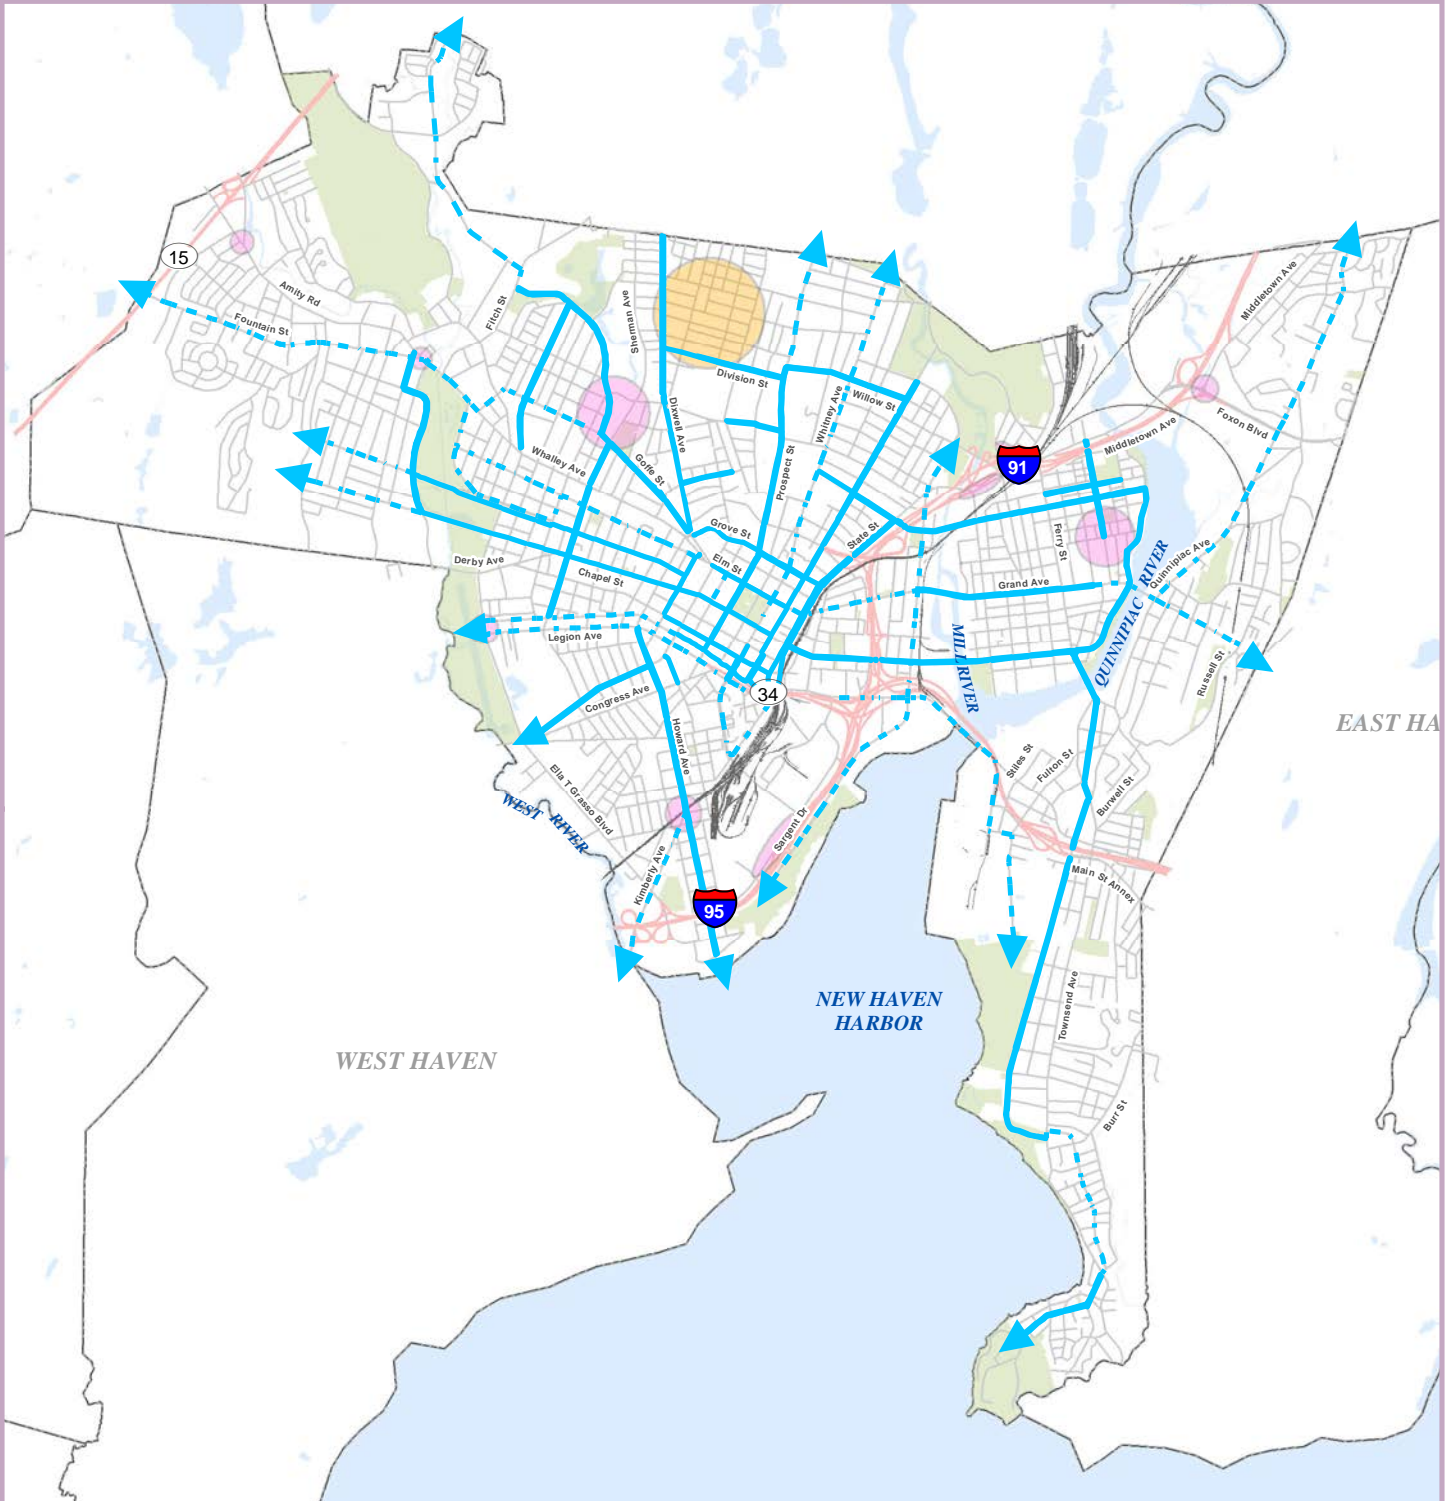 15
Amity Rd
Fountain St
Fitch St
Sherman Ave
Middletown Ave
Division St
Willow St
Whitney Ave
Dixwell Ave
Foxon Blvd
Middletown Ave
Whalley Ave
Goffe St
Prospect St
91
Grove St
State St
Ferry St
Elm St
Derby Ave
Chapel St
Grand Ave
Quinnipiac Ave
QUINNIPIAC RIVER
Legion Ave
MILL RIVER
Russell St
34
Congress Ave
Howard Ave
EAST HA
Stiles St
Fulton St
Burwell St
Ella T Grasso Blvd
WEST RIVER
Sargent Dr
Kimberly Ave
Main St Annex
95
NEW HAVEN
HARBOR
Townsend Ave
WEST HAVEN
Burr St